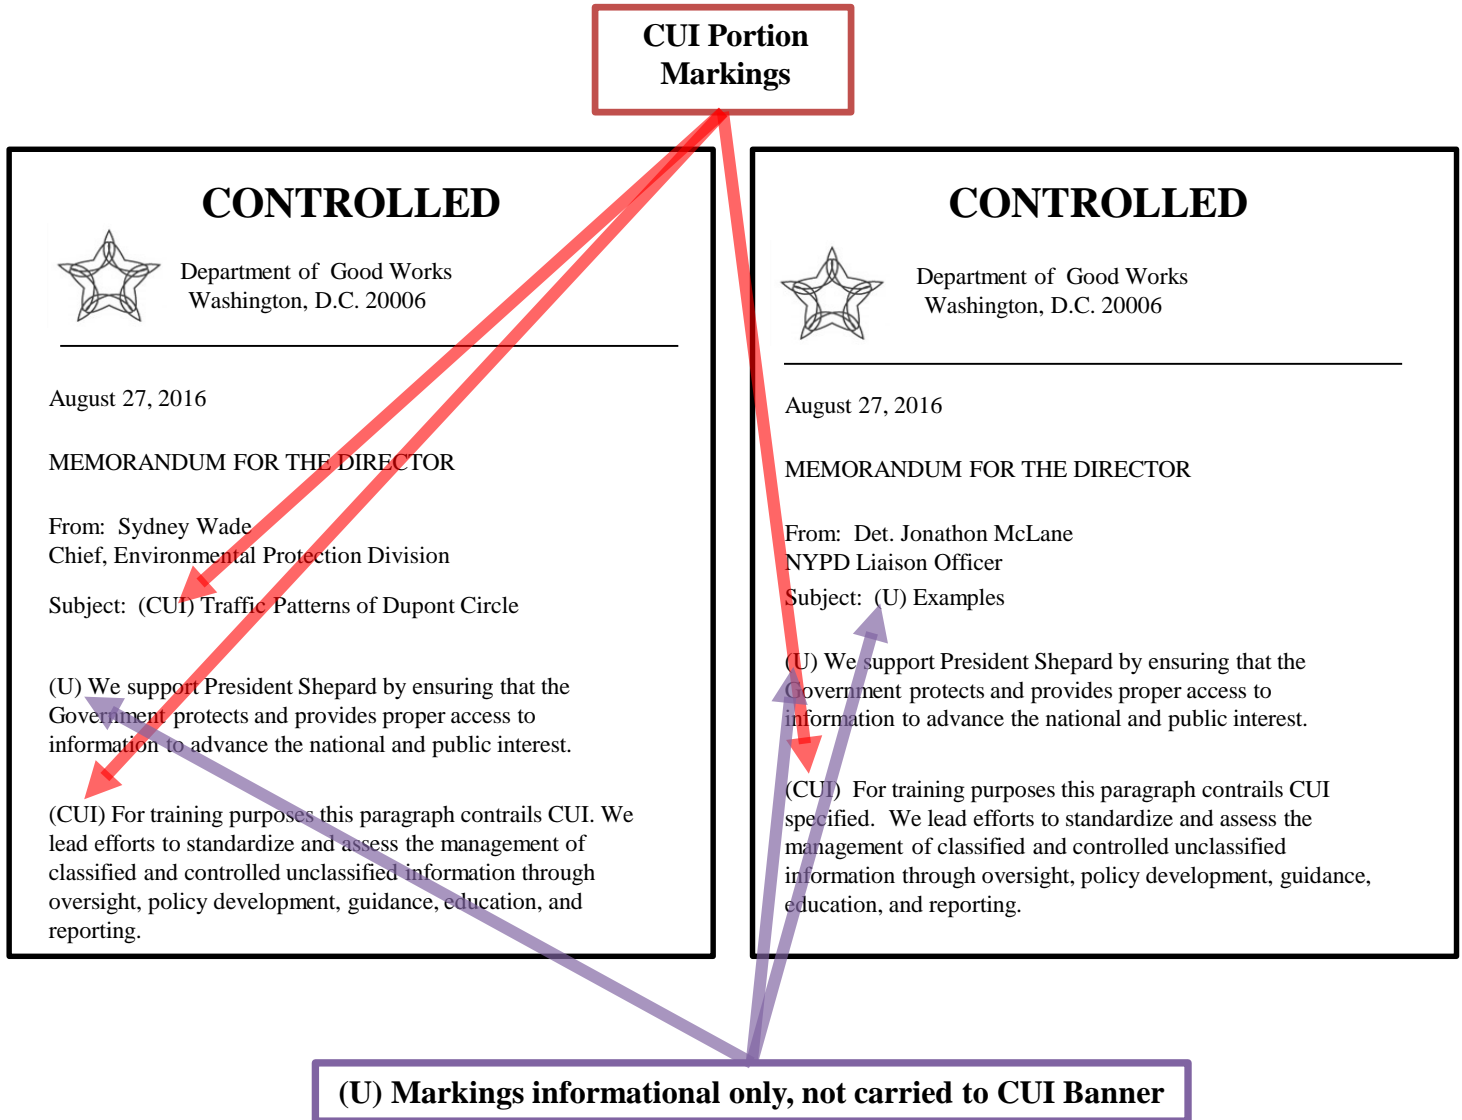 CUI Portion
Markings
CONTROLLED
Department of Good Works
Washington, D.C. 20006
August 27, 2016
MEMORANDUM FOR THE DIRECTOR
From: Sydney Wade
Chief, Environmental Protection Division
Subject: (CUI) Traffic Patterns of Dupont Circle
(U) We support President Shepard by ensuring that the
Government protects and provides proper access to
information to advance the national and public interest.
(CUI) For training purposes this paragraph contrails CUI. We
lead efforts to standardize and assess the management of
classified and controlled unclassified information through
oversight, policy development, guidance, education, and
reporting.
CONTROLLED
Department of Good Works
Washington, D.C. 20006
August 27, 2016
MEMORANDUM FOR THE DIRECTOR
From: Det. Jonathon McLane
NYPD Liaison Officer
Subject: (U) Examples
(U) We support President Shepard by ensuring that the
Government protects and provides proper access to
information to advance the national and public interest.
(CUI) For training purposes this paragraph contrails CUI
specified. We lead efforts to standardize and assess the
management of classified and controlled unclassified
information through oversight, policy development, guidance,
education, and reporting.
(U) Markings informational only, not carried to CUI Banner